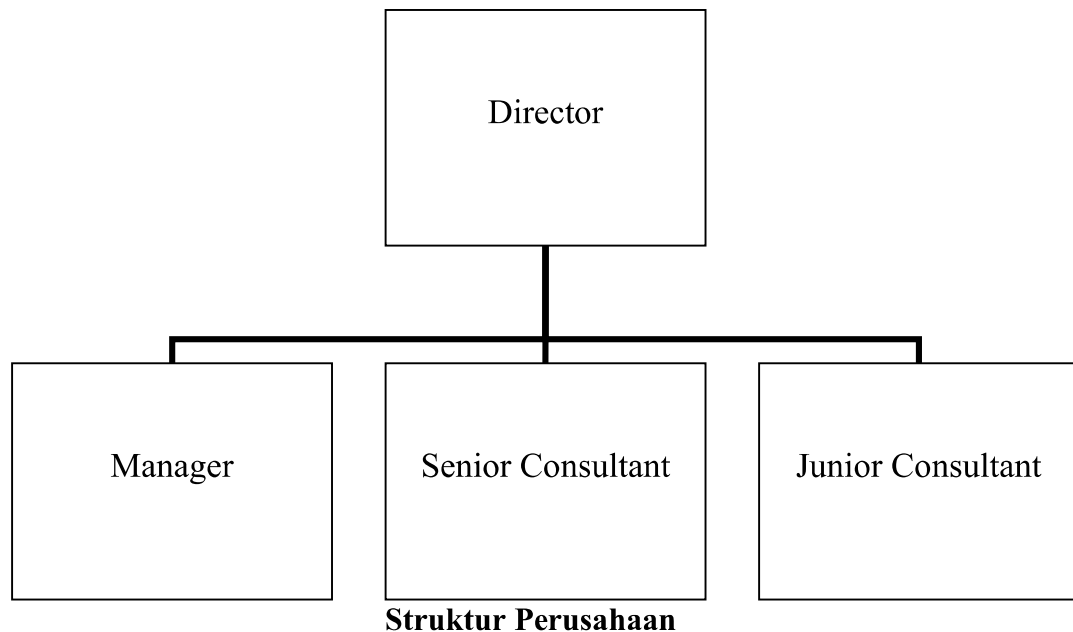 Director
Manager
Senior Consultant
Junior Consultant
Struktur Perusahaan